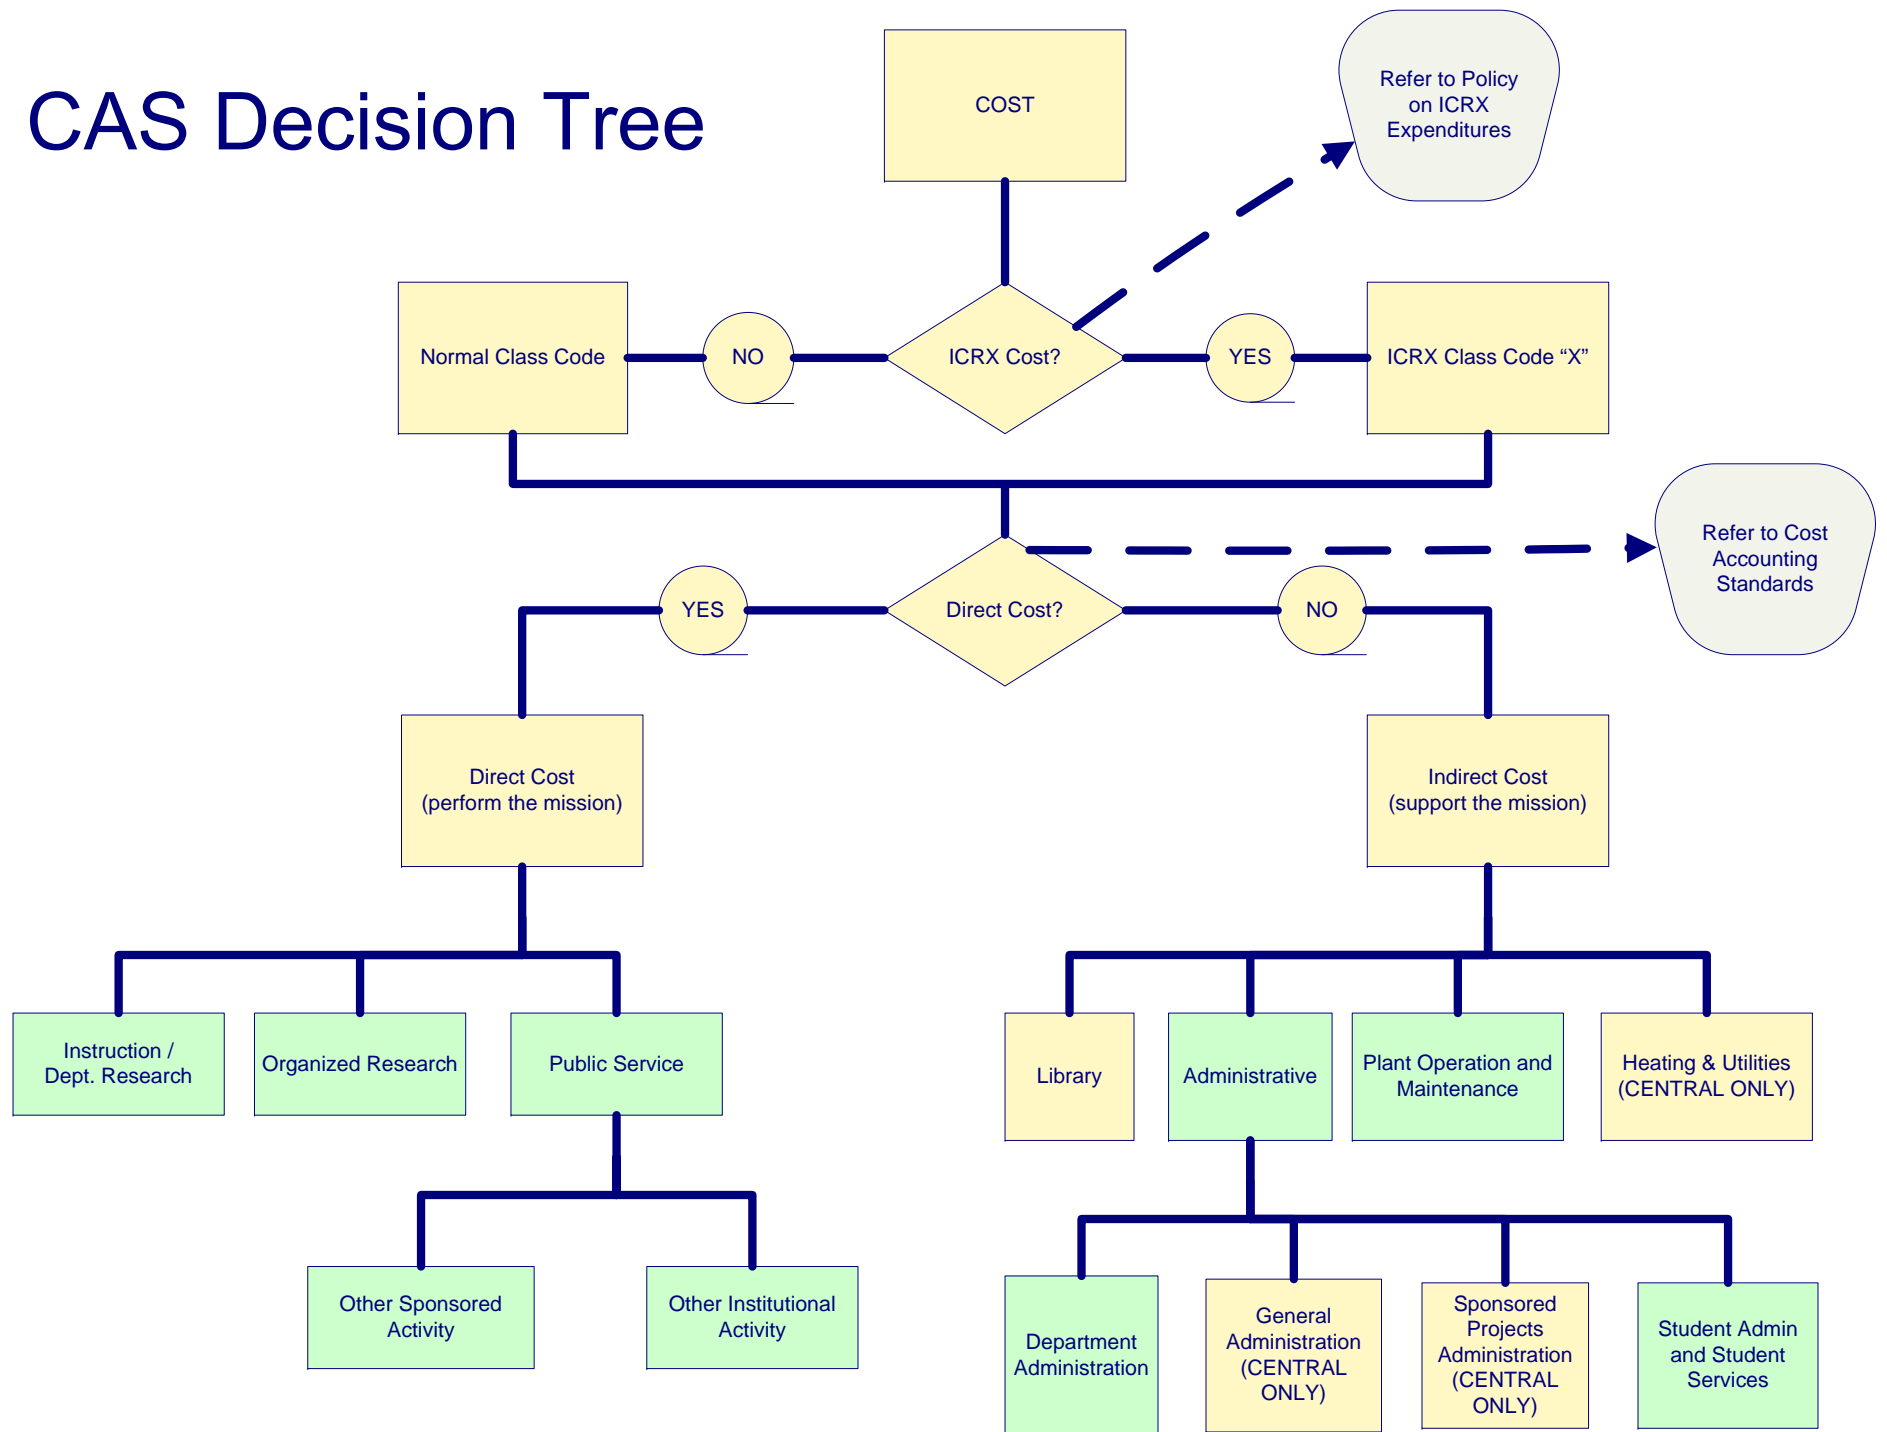 CAS Decision Tree
COST
Refer to Policy
on ICRX
Expenditures
Normal Class Code
NO
ICRX Cost?
YES
ICRX Class Code “X”
Refer to Cost
Accounting
Standards
YES
Direct Cost?
NO
Direct Cost
(perform the mission)
Indirect Cost
(support the mission)
Instruction /
Dept. Research
Organized Research
Public Service
Library
Administrative
Plant Operation and
Maintenance
Heating & Utilities
(CENTRAL ONLY)
Other Sponsored
Activity
Other Institutional
Activity
Department
Administration
General
Administration
(CENTRAL
ONLY)
Sponsored
Projects
Administration
(CENTRAL
ONLY)
Student Admin
and Student
Services